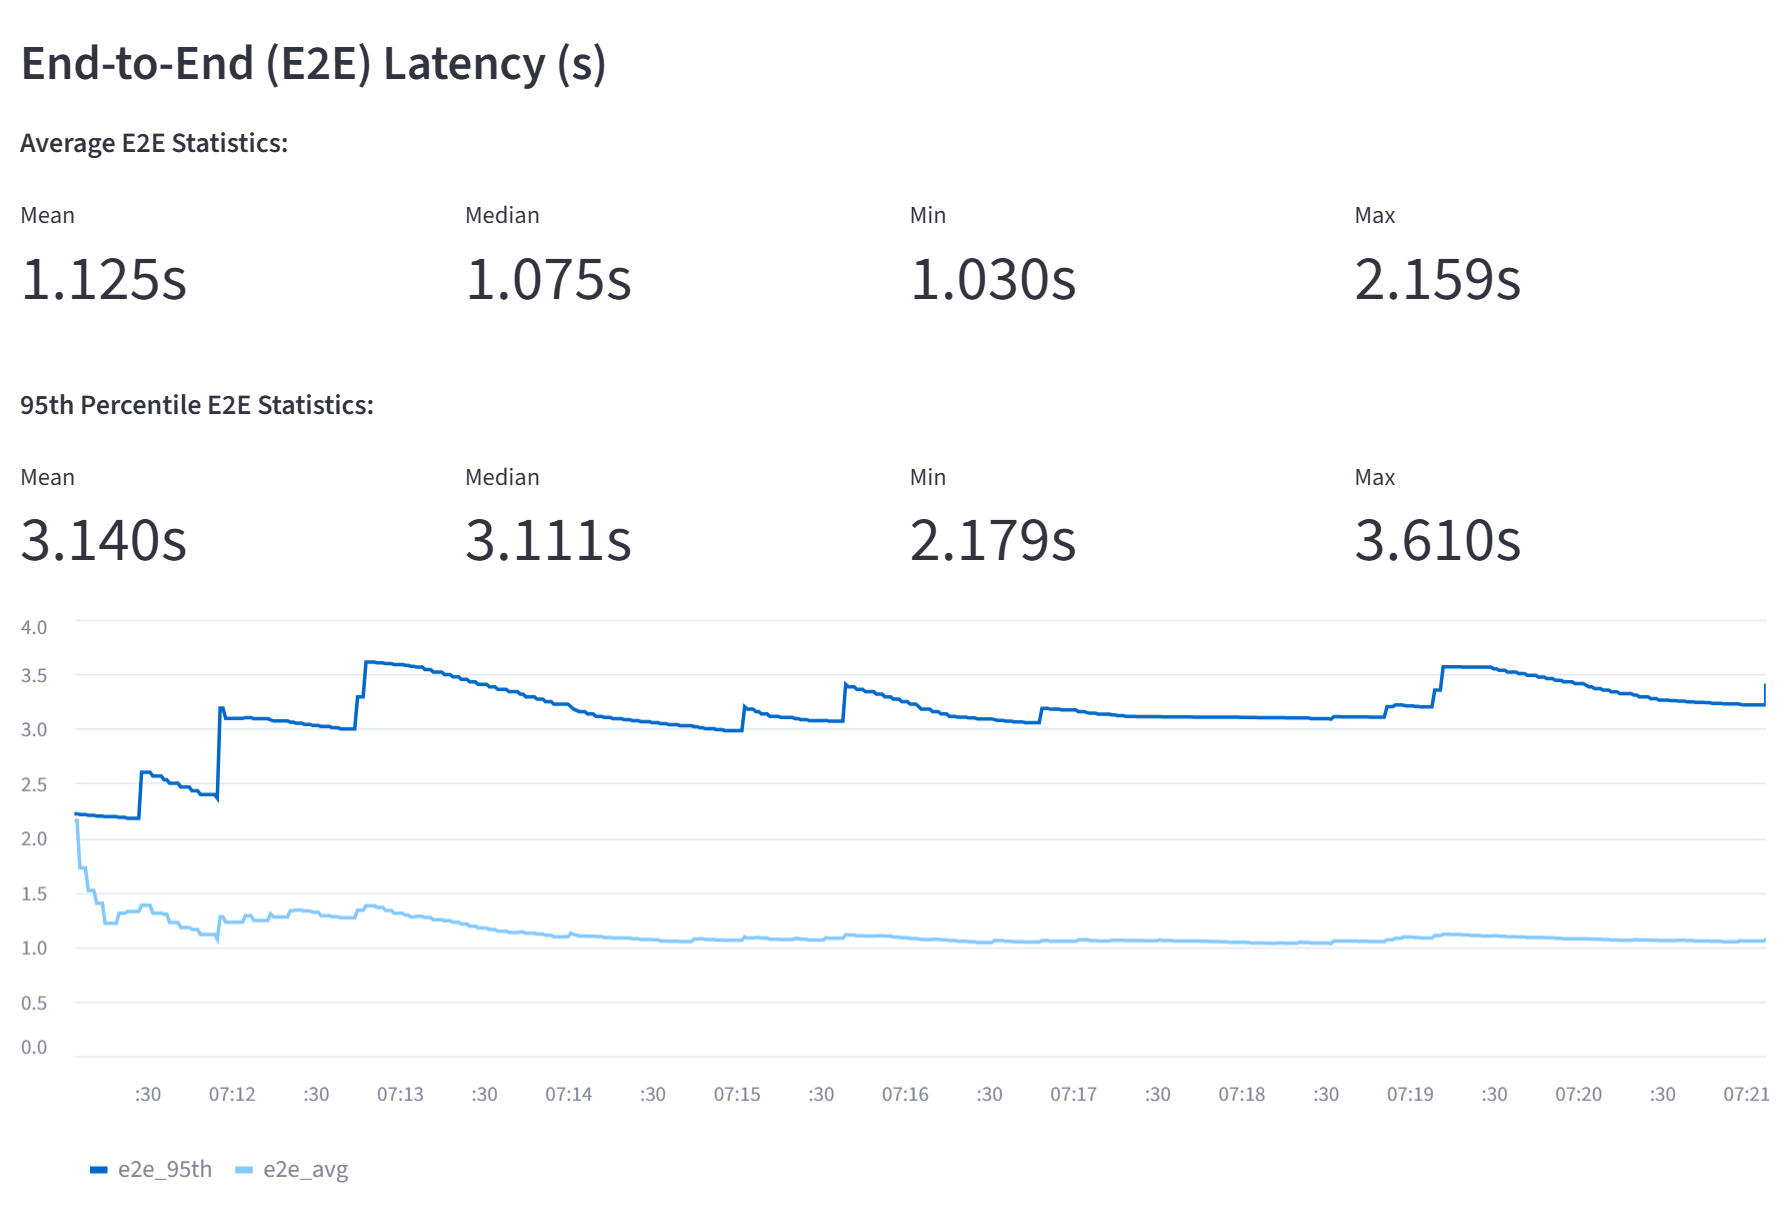 End-to-End (E2E) Latency (s)
Average E2E Statistics:
Mean Median Min Max
1.125s 1.075s 1.030s 2.159s
95th Percentile E2E Statistics:
Mean Median Min Max
3.140s 3.111s 2.179s 3.610s
4.0
3.5
3.0
2.5
2.0
1.5
1.0
0.5
0.0
:30 07:12 :30 07:13 :30 07:14 :30 07:15 :30 07:16 :30 07:17 :30 07:18 :30 07:19 :30 07:20 :30 07:21
e2e_95th e2e_avg